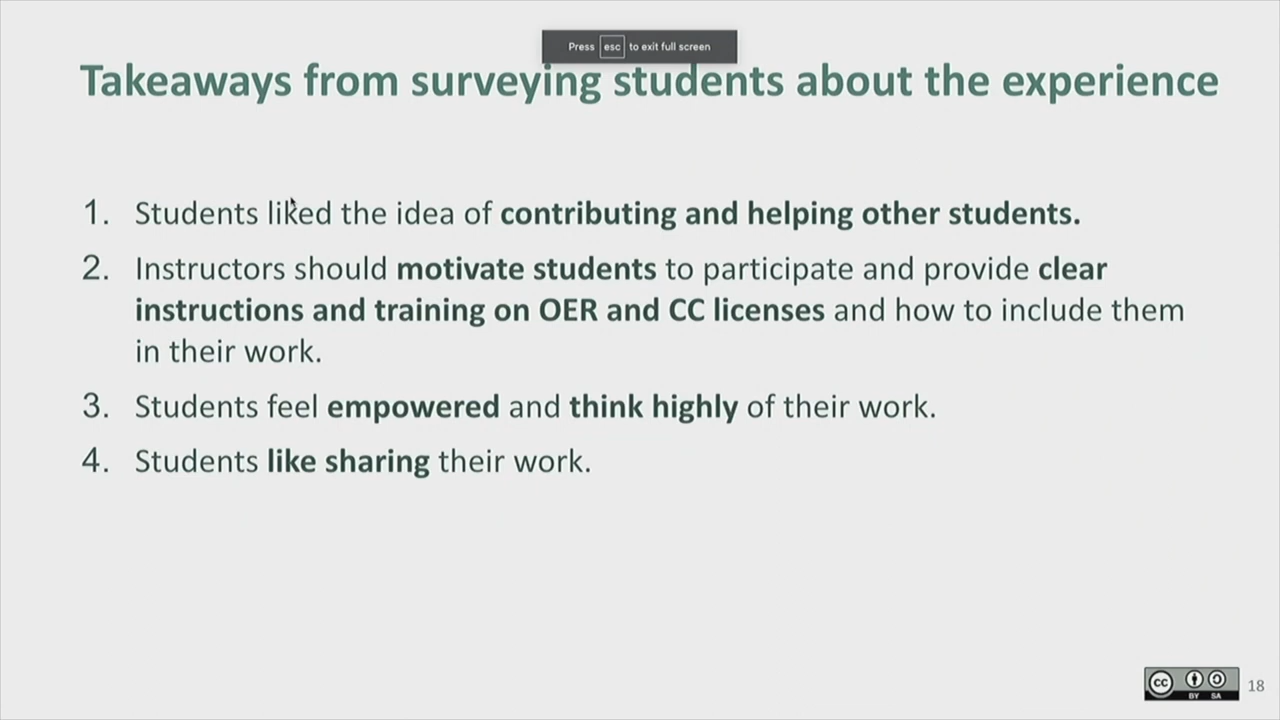 Press esc to exit full screen
Takeaways from surveying students about the experience
1. Students liked the idea of contributing and helping other students.
2. Instructors should motivate students to participate and provide clear
instructions and training on OER and CC licenses and how to include them
in their work.
3. Students feel empowered and think highly of their work.
4. Students like sharing their work.
cc
BY SA
18